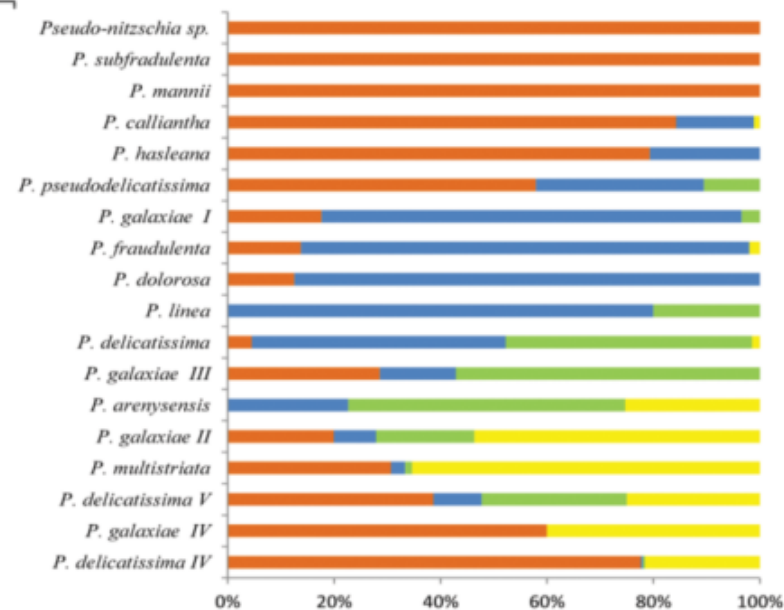 Pseudo-nitzschia sp.
P. subfradulenta
P. mannii
P. calliantha
P. hasleana
P. pseudodelicatissima
P. galaxiae I
P. fraudulenta
P. dolorosa
P. linea
P. delicatissima
P. galaxiae III
P. arenysensis
P. galaxiae II
P. multistriata
P. delicatissima V
P. galaxiae IV
P. delicatissima IV
0% 20% 40% 60% 80% 100%